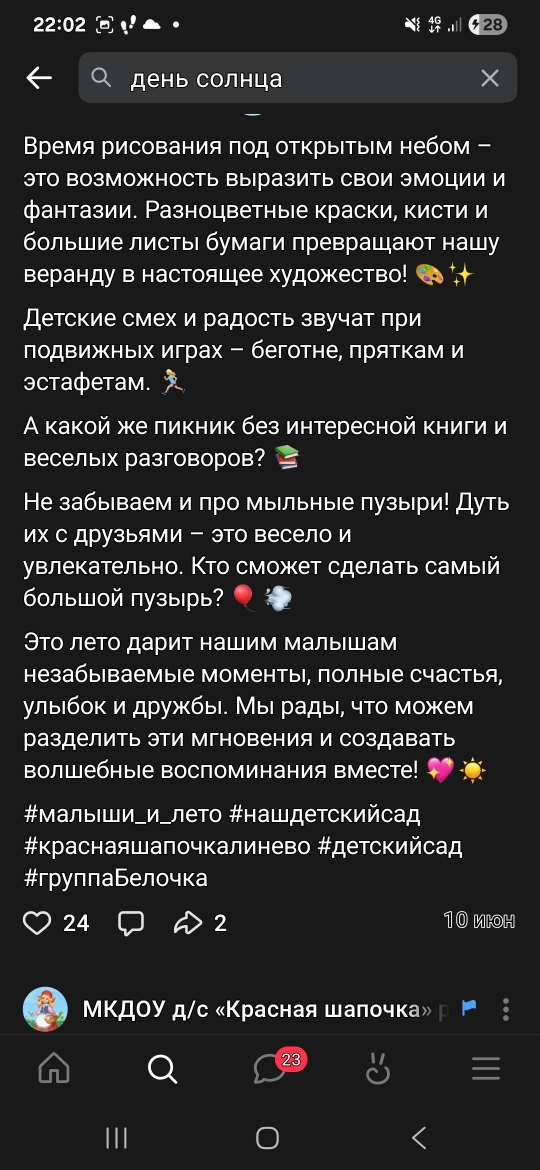 22:02
4G
28
день солнца
Время рисования под открытым небом –
это возможность выразить свои эмоции и
фантазии. Разноцветные краски, кисти и
большие листы бумаги превращают нашу
веранду в настоящее художество! 🎨✨
Детские смех и радость звучат при
подвижных играх – беготне, пряткам и
эстафетам. 🏃🏼‍♀️
А какой же пикник без интересной книги и
веселых разговоров? 📚
Не забываем и про мыльные пузыри! Дуть
их с друзьями – это весело и
увлекательно. Кто сможет сделать самый
большой пузырь? 🎈💨
Это лето дарит нашим малышам
незабываемые моменты, полные счастья,
улыбок и дружбы. Мы рады, что можем
разделить эти мгновения и создавать
волшебные воспоминания вместе! 💖☀️
#малыши_и_лето #нашдетскийсад
#краснаяшапочкалинево #детскийсад
#группаБелочка
24 2 10 июн
МКДОУ д/с «Красная шапочка»
23